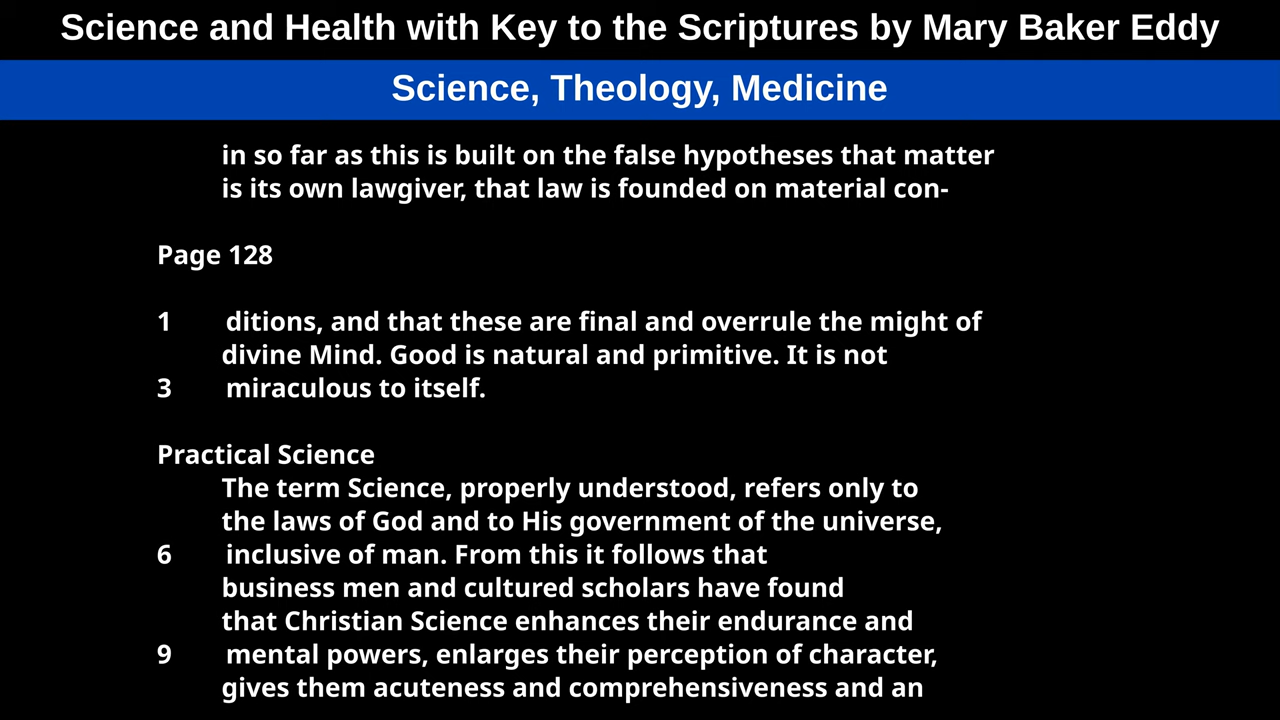 Science and Health with Key to the Scriptures by Mary Baker Eddy
Science, Theology, Medicine
in so far as this is built on the false hypotheses that matter
is its own lawgiver, that law is founded on material con-
Page 128
1 ditions, and that these are final and overrule the might of
divine Mind. Good is natural and primitive. It is not
3 miraculous to itself.
Practical Science
The term Science, properly understood, refers only to
the laws of God and to His government of the universe,
6 inclusive of man. From this it follows that
business men and cultured scholars have found
that Christian Science enhances their endurance and
9 mental powers, enlarges their perception of character,
gives them acuteness and comprehensiveness and an